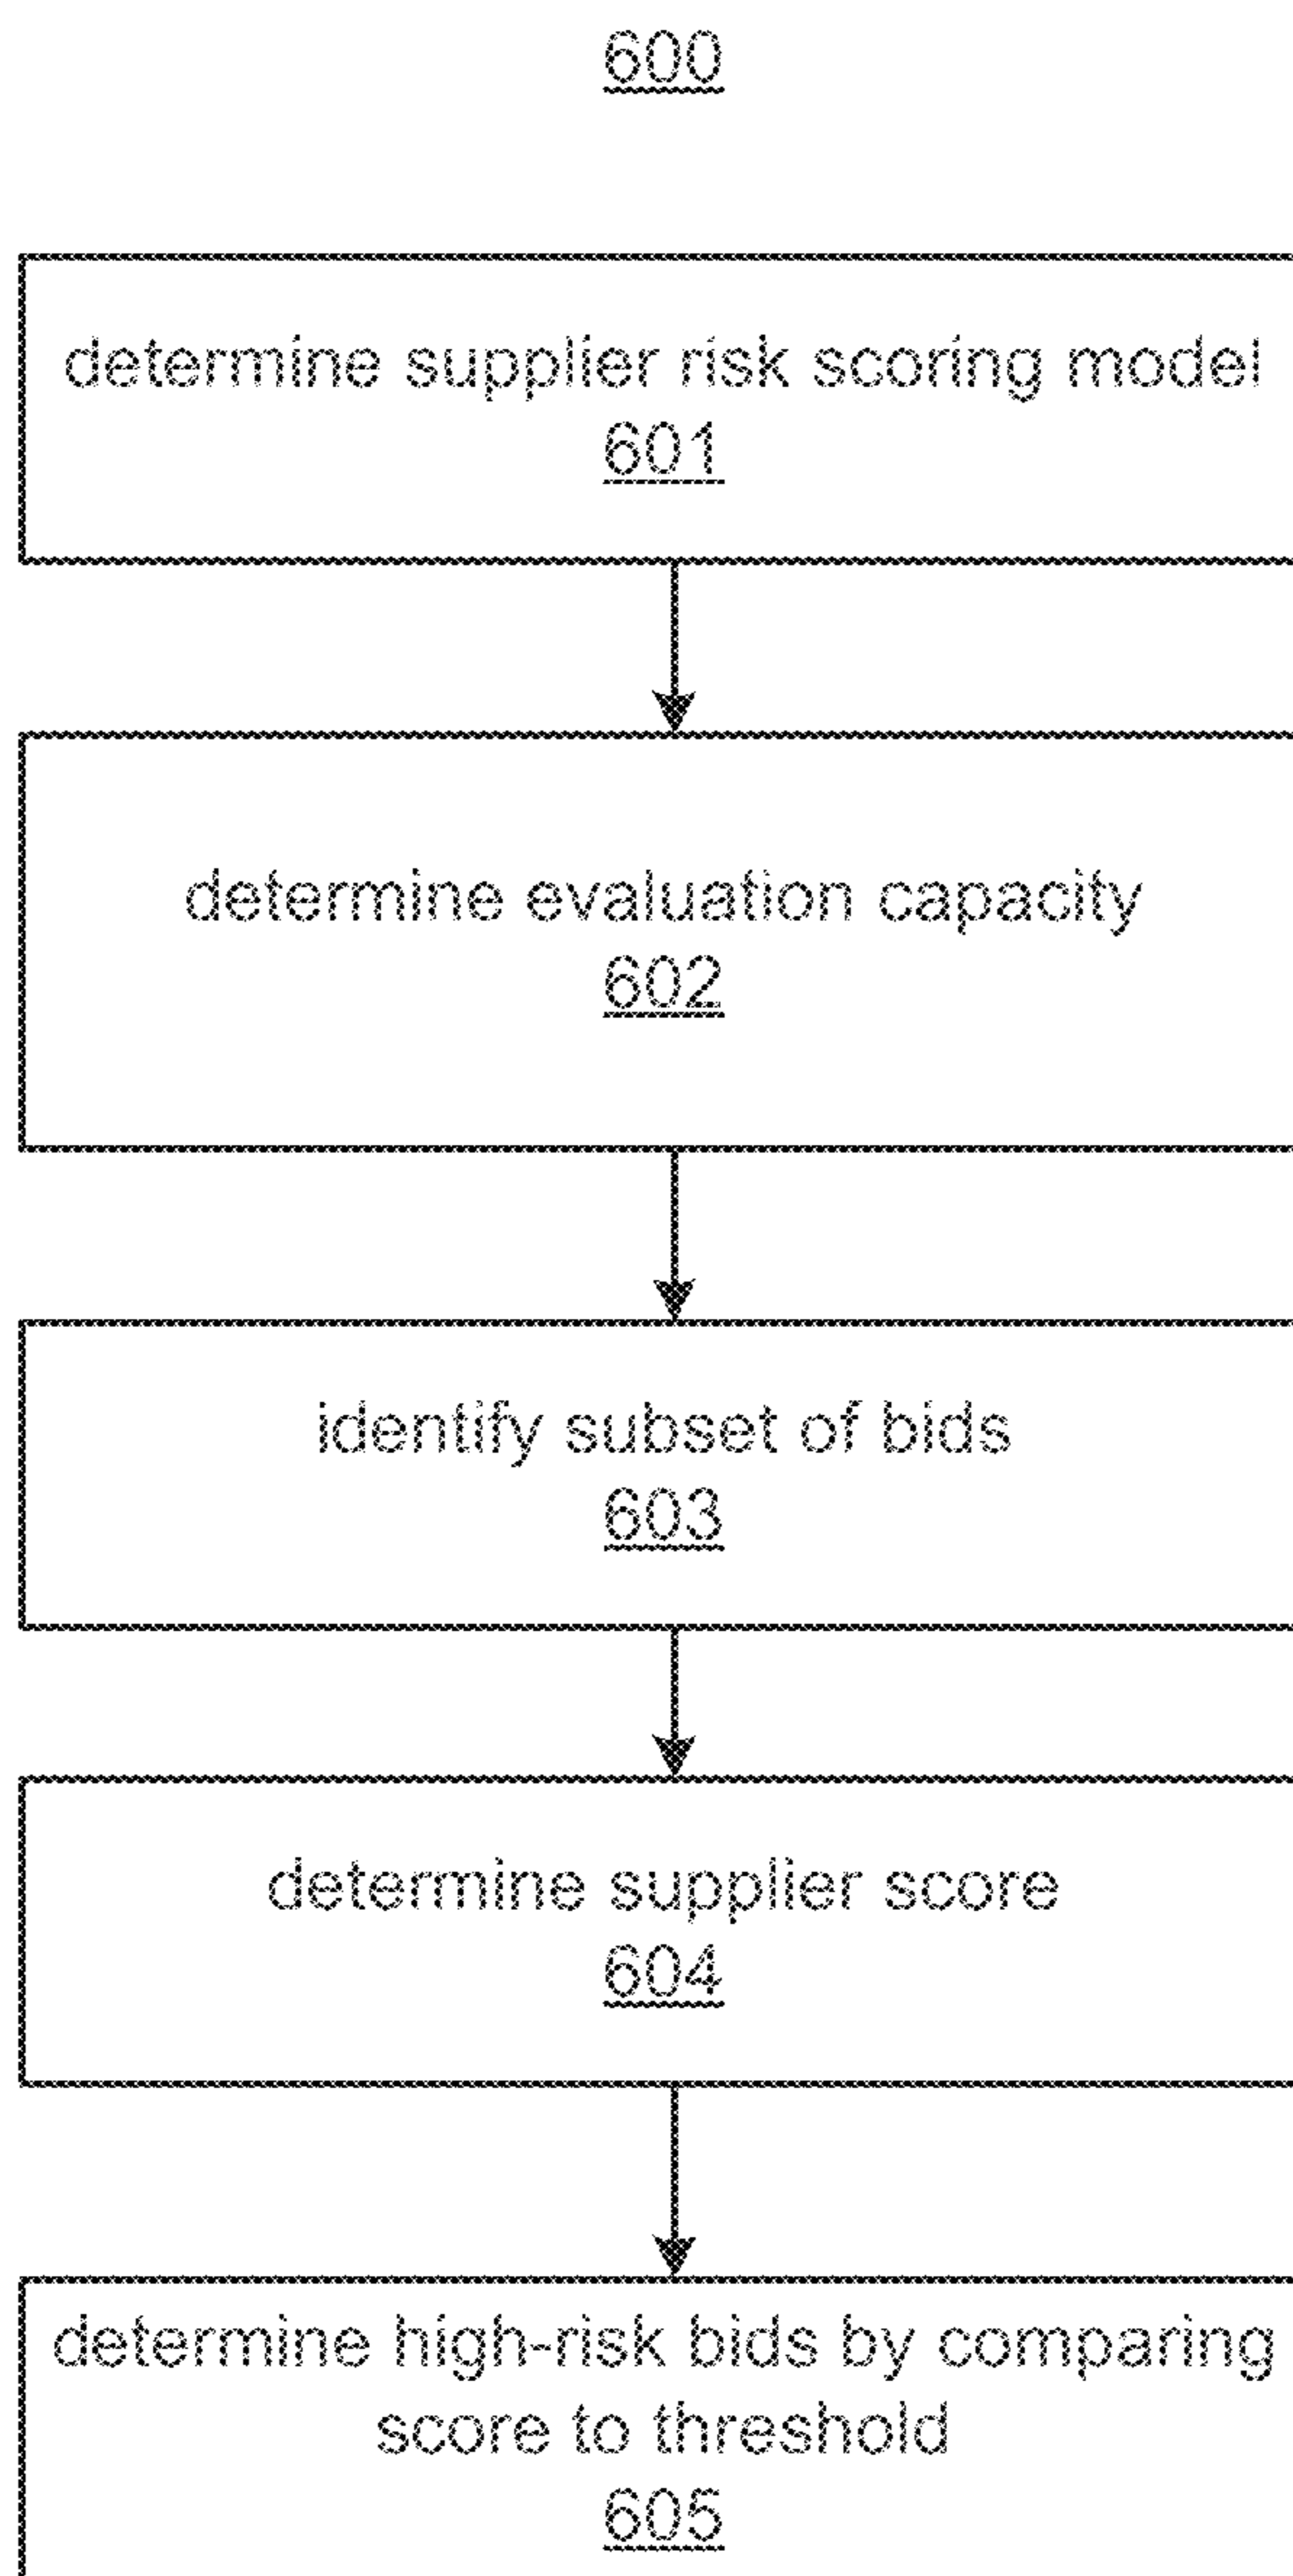 600
determine supplier risk scoring model
601
determine evaluation capacity
602
identify subset of bids
603
determine supplier score
604
determine high-risk bids by comparing
score to threshold
605